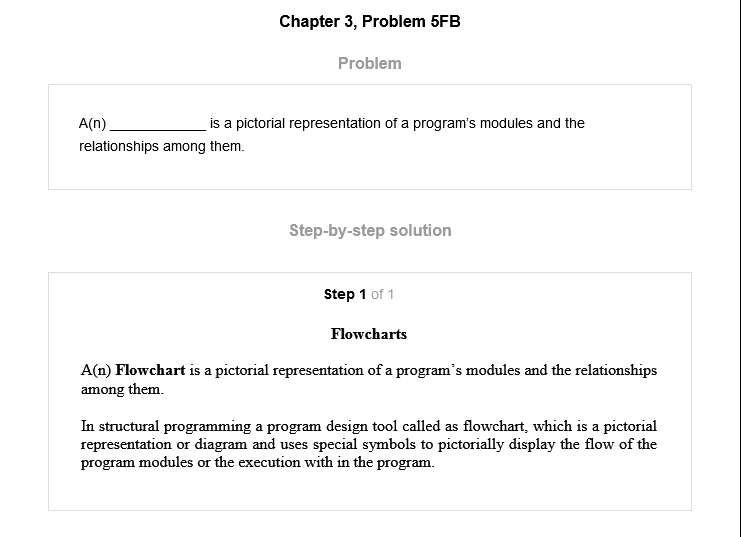 Chapter 3, Problem 5FB
Problem
A(n) _____________ is a pictorial representation of a program's modules and the
relationships among them.
Step-by-step solution
Step 1 of 1
Flowcharts
A(n) Flowchart is a pictorial representation of a program's modules and the relationships
among them.
In structural programming a program design tool called as flowchart, which is a pictorial
representation or diagram and uses special symbols to pictorially display the flow of the
program modules or the execution with in the program.